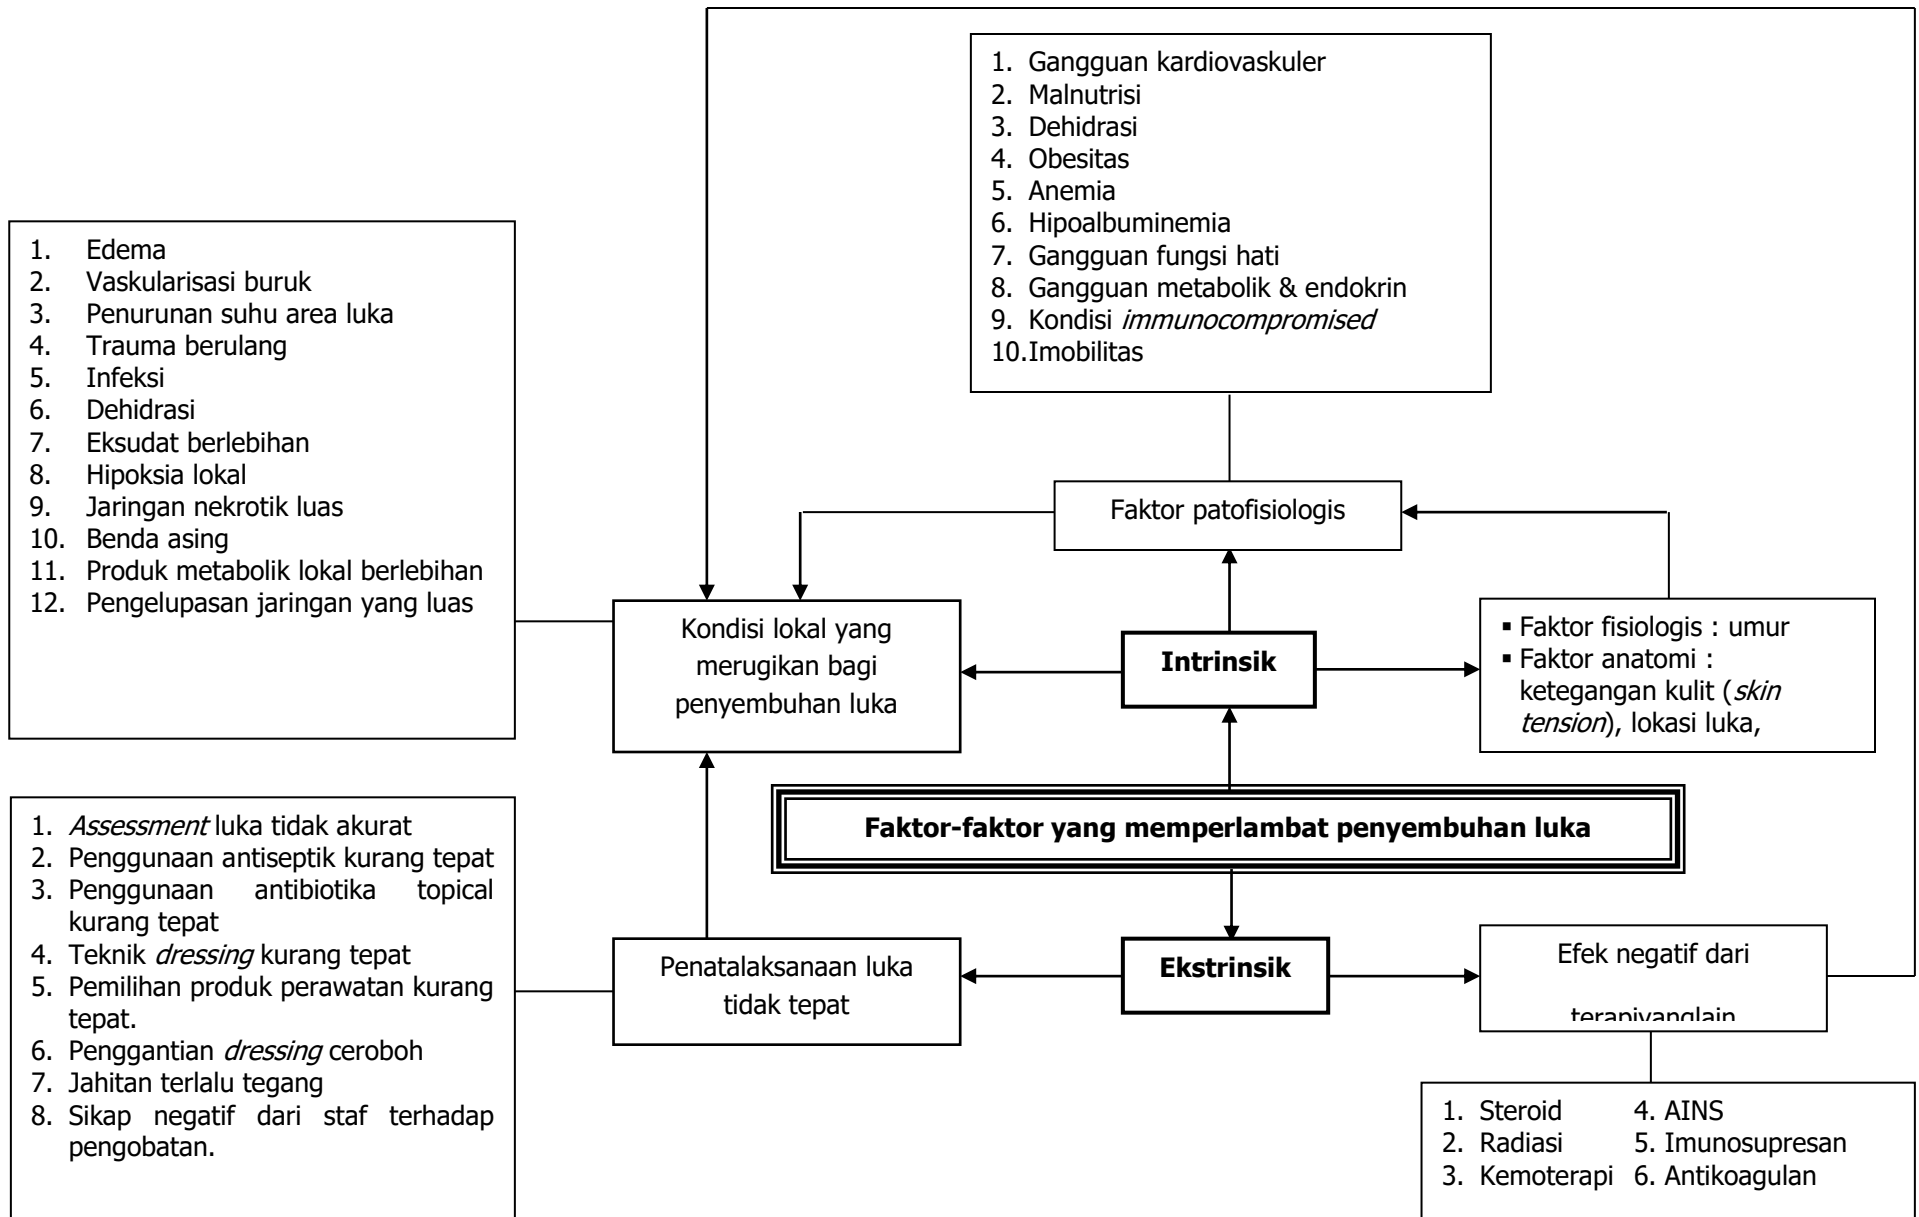 1. Gangguan kardiovaskuler
2. Malnutrisi
3. Dehidrasi
4. Obesitas
5. Anemia
6. Hipoalbuminemia
7. Gangguan fungsi hati
8. Gangguan metabolik & endokrin
9. Kondisi immunocompromised
10.Imobilitas
1. Edema
2. Vaskularisasi buruk
3. Penurunan suhu area luka
4. Trauma berulang
5. Infeksi
6. Dehidrasi
7. Eksudat berlebihan
8. Hipoksia lokal
9. Jaringan nekrotik luas
10. Benda asing
11. Produk metabolik lokal berlebihan
12. Pengelupasan jaringan yang luas
Faktor patofisiologis
Kondisi lokal yang
merugikan bagi
penyembuhan luka
Intrinsik
▪ Faktor fisiologis : umur
▪ Faktor anatomi :
ketegangan kulit (skin
tension), lokasi luka,
Faktor-faktor yang memperlambat penyembuhan luka
1. Assessment luka tidak akurat
2. Penggunaan antiseptik kurang tepat
3. Penggunaan antibiotika topical
kurang tepat
4. Teknik dressing kurang tepat
5. Pemilihan produk perawatan kurang
tepat.
6. Penggantian dressing ceroboh
7. Jahitan terlalu tegang
8. Sikap negatif dari staf terhadap
pengobatan.
Penatalaksanaan luka
tidak tepat
Ekstrinsik
Efek negatif dari
terapiyanglain
1. Steroid 4. AINS
2. Radiasi 5. Imunosupresan
3. Kemoterapi 6. Antikoagulan